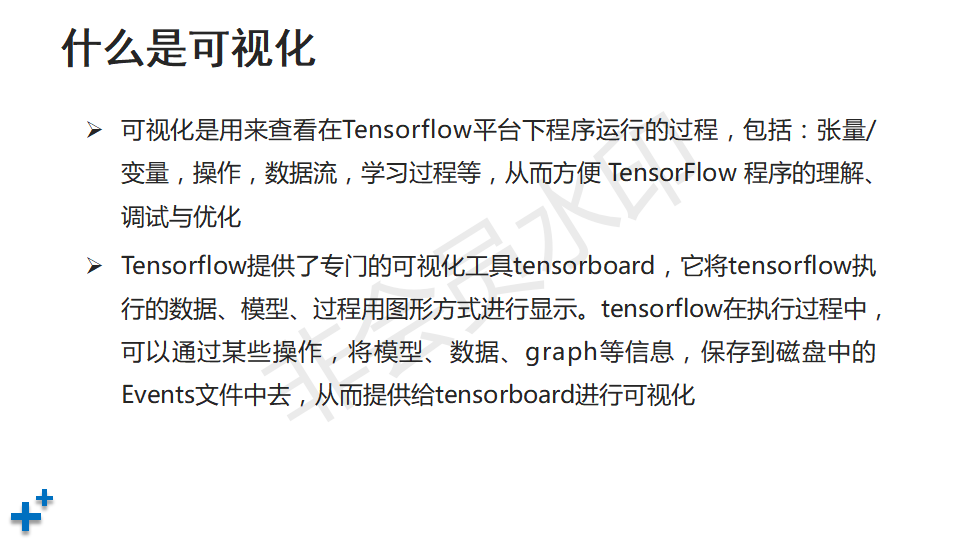 什么是可视化
可视化是用来查看在Tensorflow平台下程序运行的过程，包括：张量/
变量，操作，数据流，学习过程等，从而方便 TensorFlow 程序的理解、
调试与优化
Tensorflow提供了专门的可视化工具tensorboard，它将tensorflow执
行的数据、模型、过程用图形方式进行显示。tensorflow在执行过程中，
可以通过某些操作，将模型、数据、graph等信息，保存到磁盘中的
Events文件中去，从而提供给tensorboard进行可视化
非会员水印